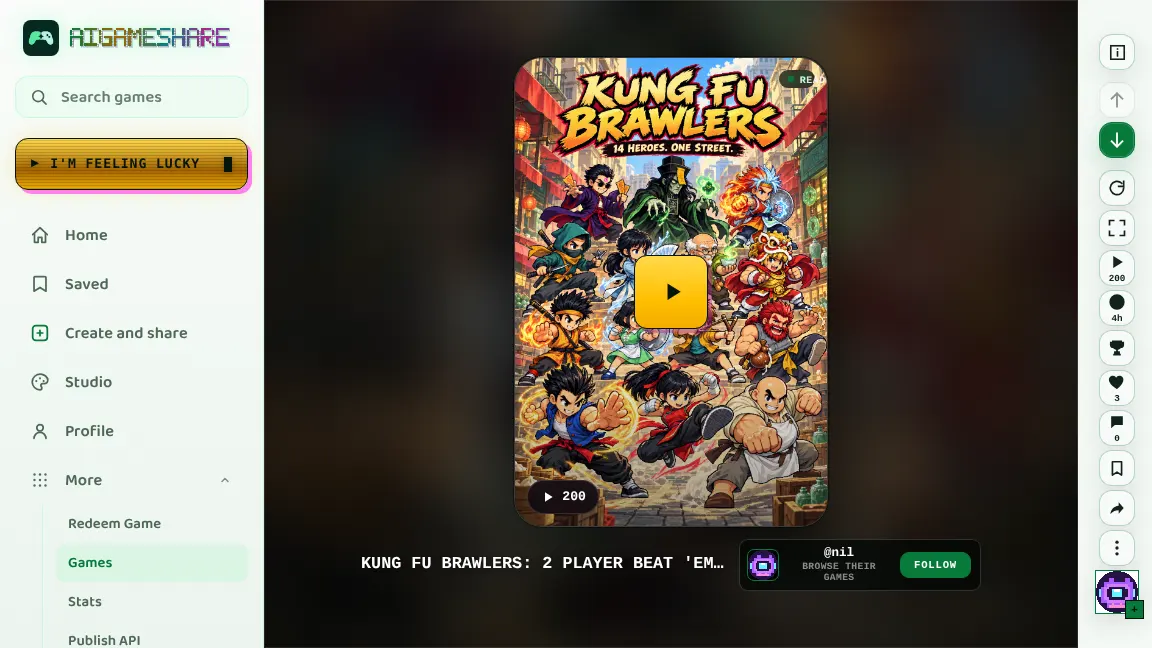 AIGAMESHARE
Search games
I'M FEELING LUCKY
Home
Saved
Create and share
Studio
Profile
More
Redeem Game
Games
Stats
Publish API
KUNG FU
BRAWLERS
14 HEROES. ONE STREET.
READ
200
KUNG FU BRAWLERS: 2 PLAYER BEAT 'EM…
@nil
BROWSE THEIR
GAMES
FOLLOW
200
4h
3
0